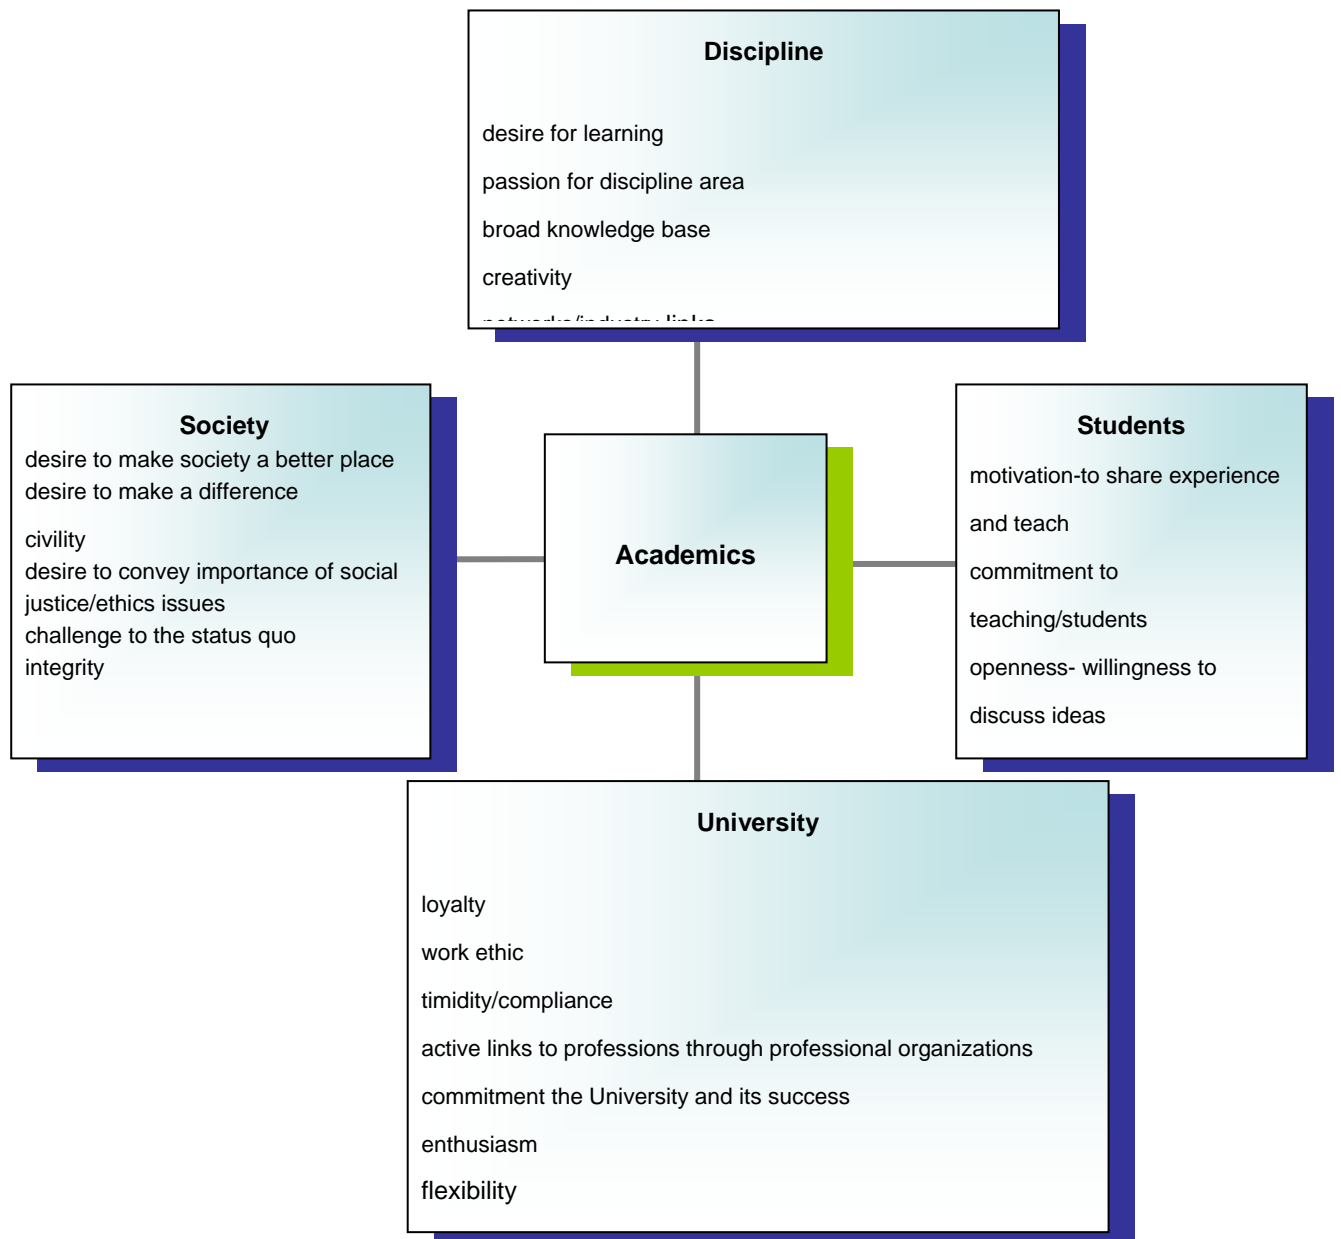 Discipline
desire for learning
passion for discipline area
broad knowledge base
creativity
networks/industry links
Society
desire to make society a better place
desire to make a difference
civility
desire to convey importance of social
justice/ethics issues
challenge to the status quo
integrity
Academics
Students
motivation-to share experience
and teach
commitment to
teaching/students
openness- willingness to
discuss ideas
University
loyalty
work ethic
timidity/compliance
active links to professions through professional organizations
commitment the University and its success
enthusiasm
flexibility